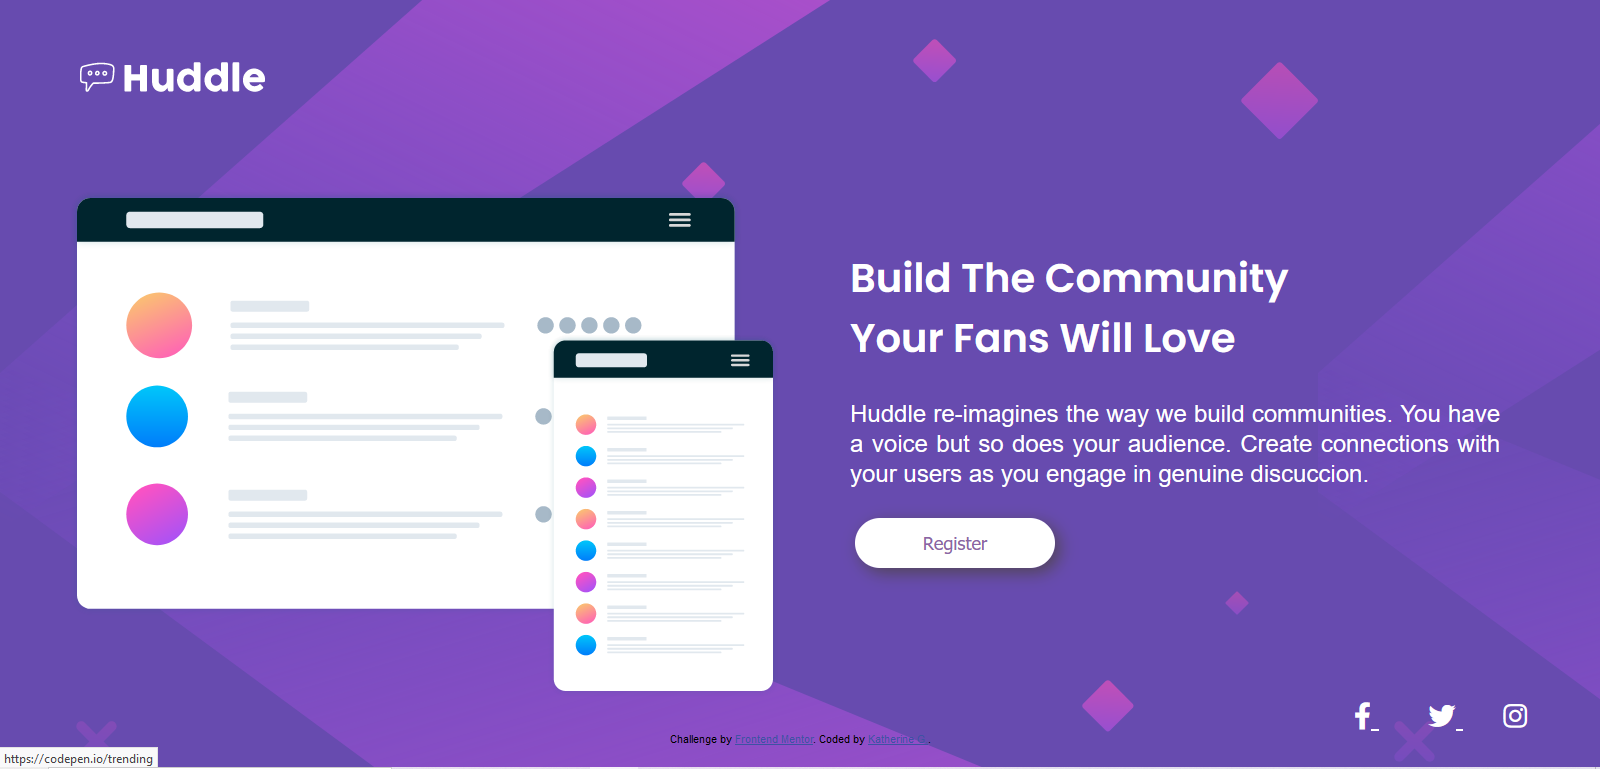 Huddle
Build The Community
Your Fans Will Love
Huddle re-imagines the way we build communities. You have
a voice but so does your audience. Create connections with
your users as you engage in genuine discuccion.
Register
Challenge by Frontend Mentor. Coded by Katherine G..
https://codepen.io/trending